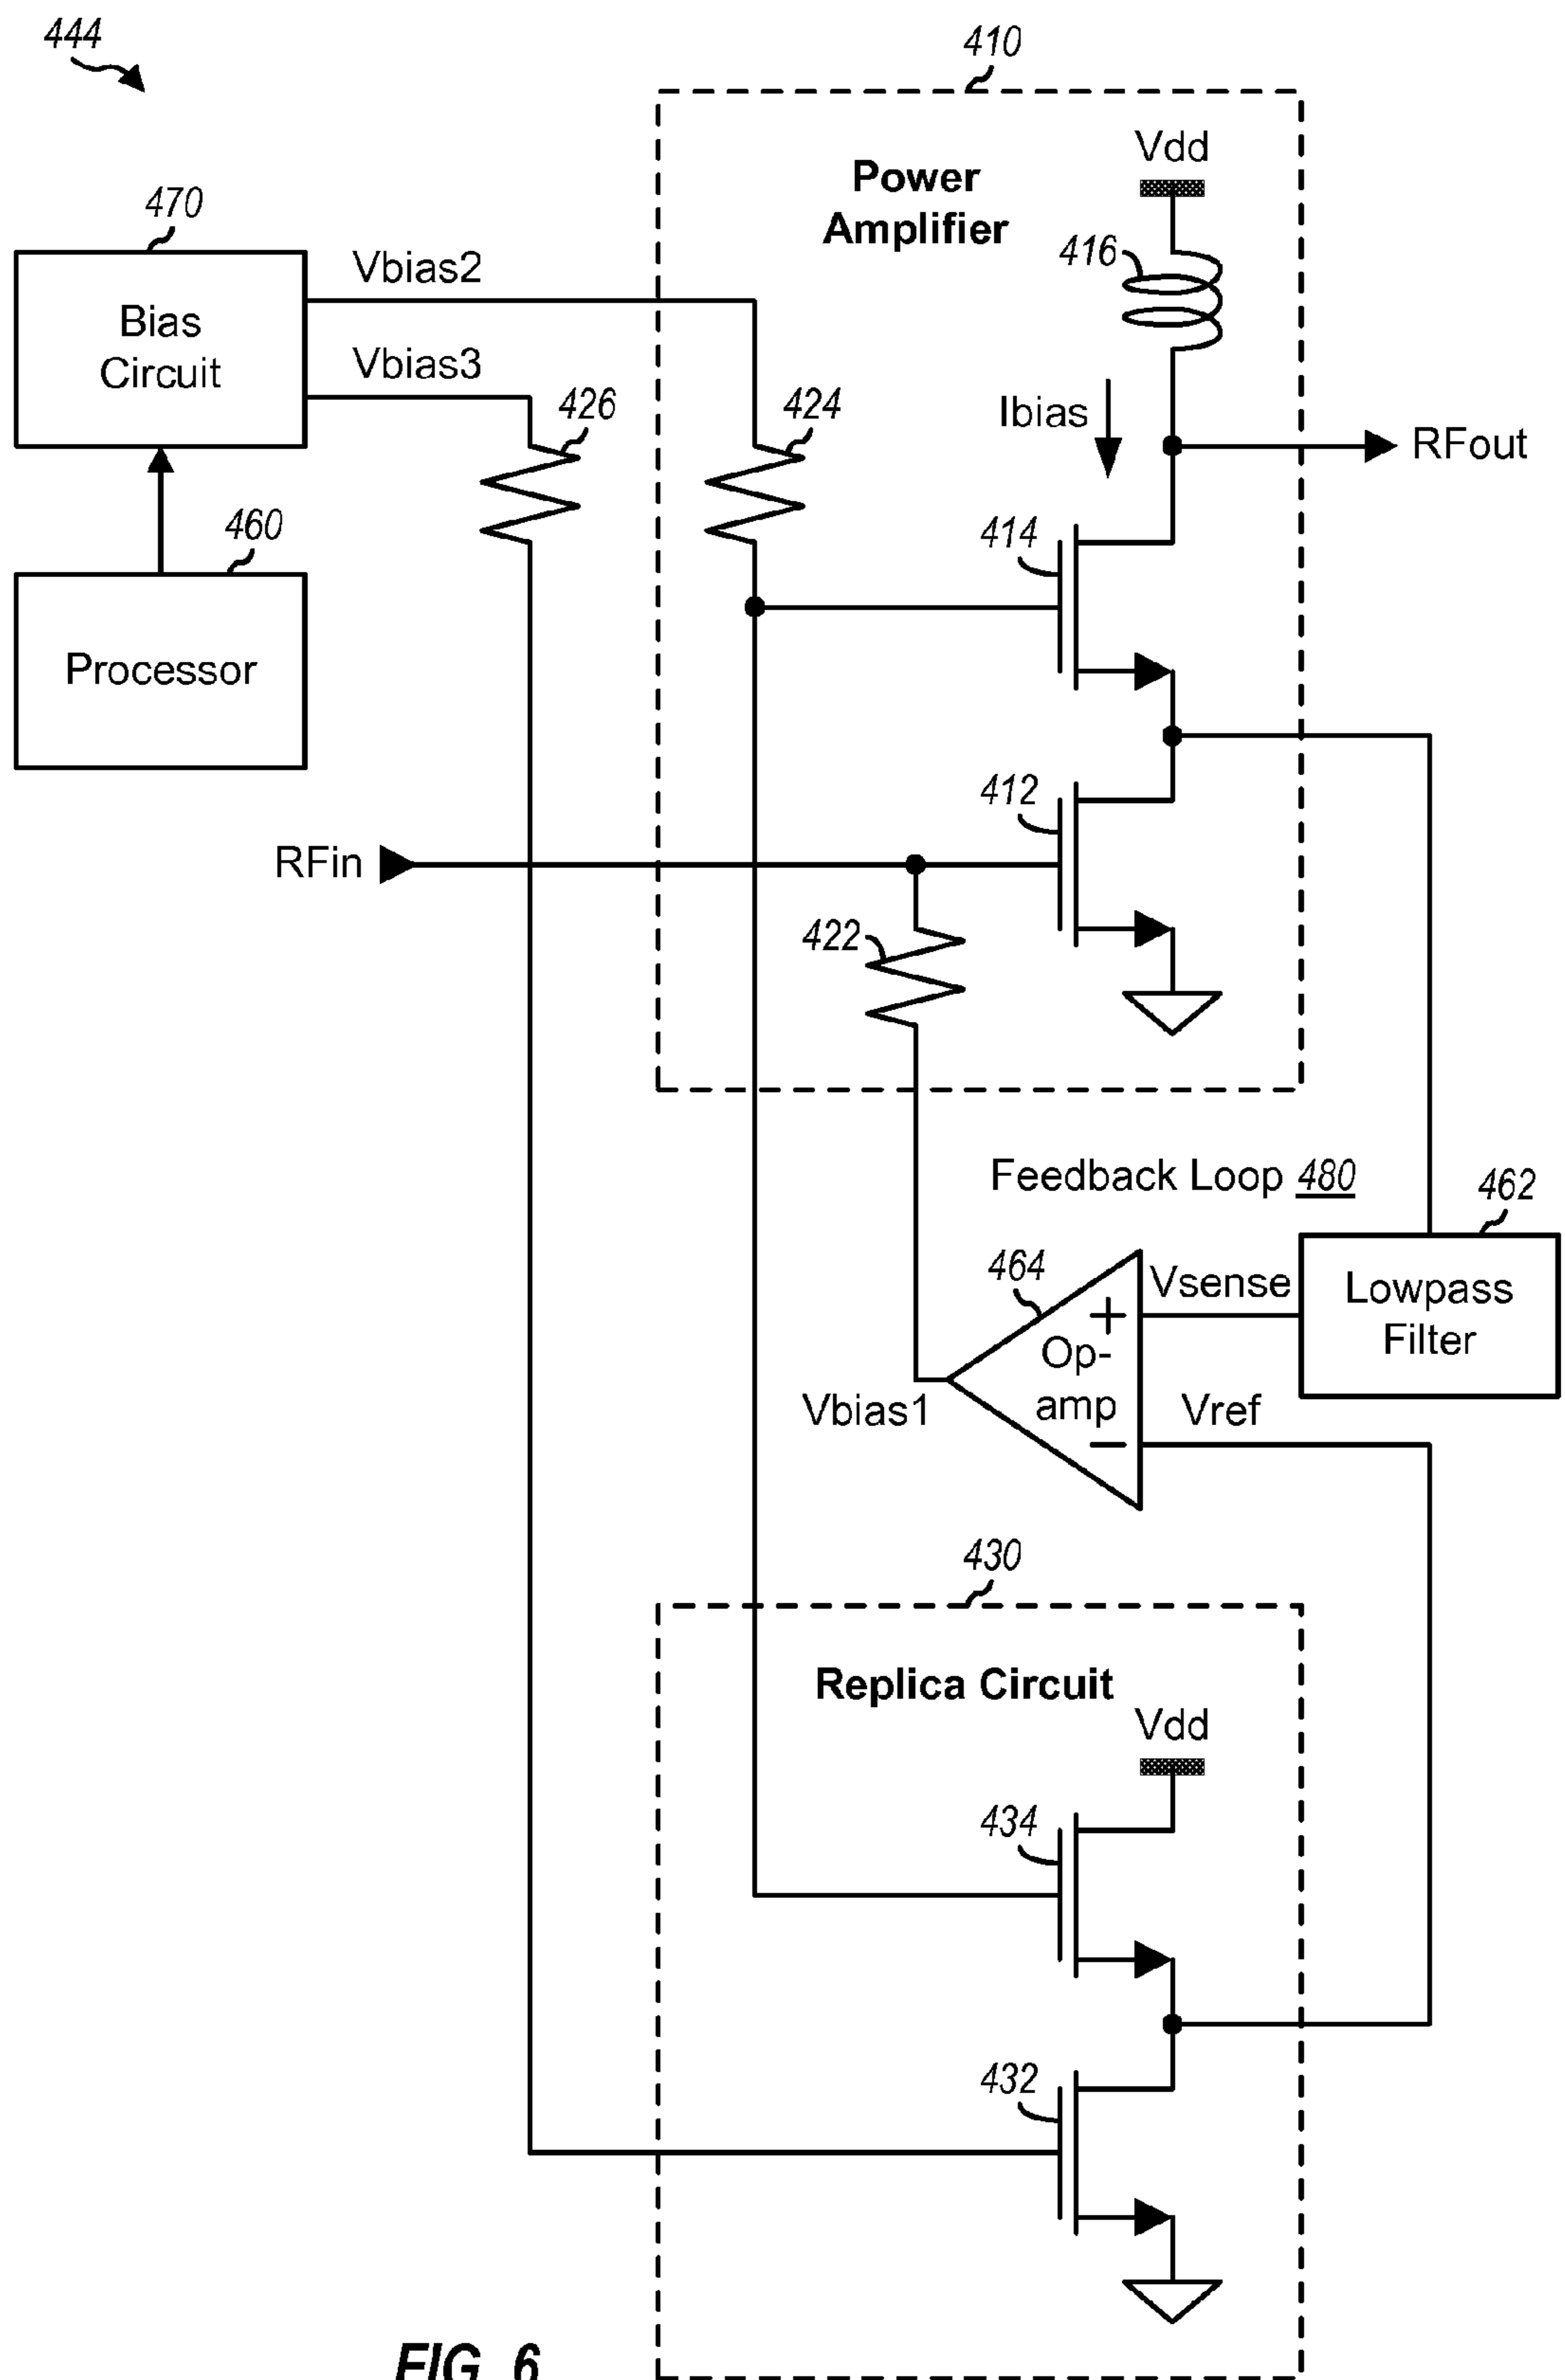 444
410
Power
Amplifier
Vdd
416
470
Bias
Circuit
Vbias2
Vbias3
426
424
Ibias
RFout
460
Processor
414
412
RFin
422
Feedback Loop 480
462
Lowpass
Filter
464
+
Op-
amp
−
Vsense
Vref
Vbias1
430
Replica Circuit
Vdd
434
432
FIG. 6